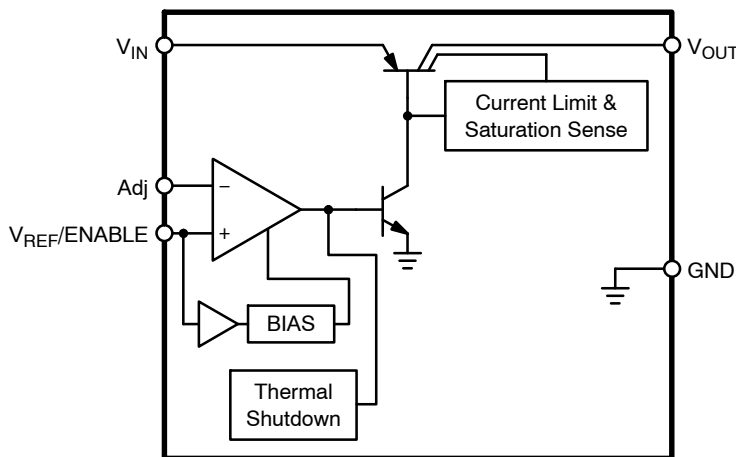 V_IN
V_OUT
Current Limit &
Saturation Sense
Adj
−
V_REF/ENABLE
+
GND
BIAS
Thermal
Shutdown